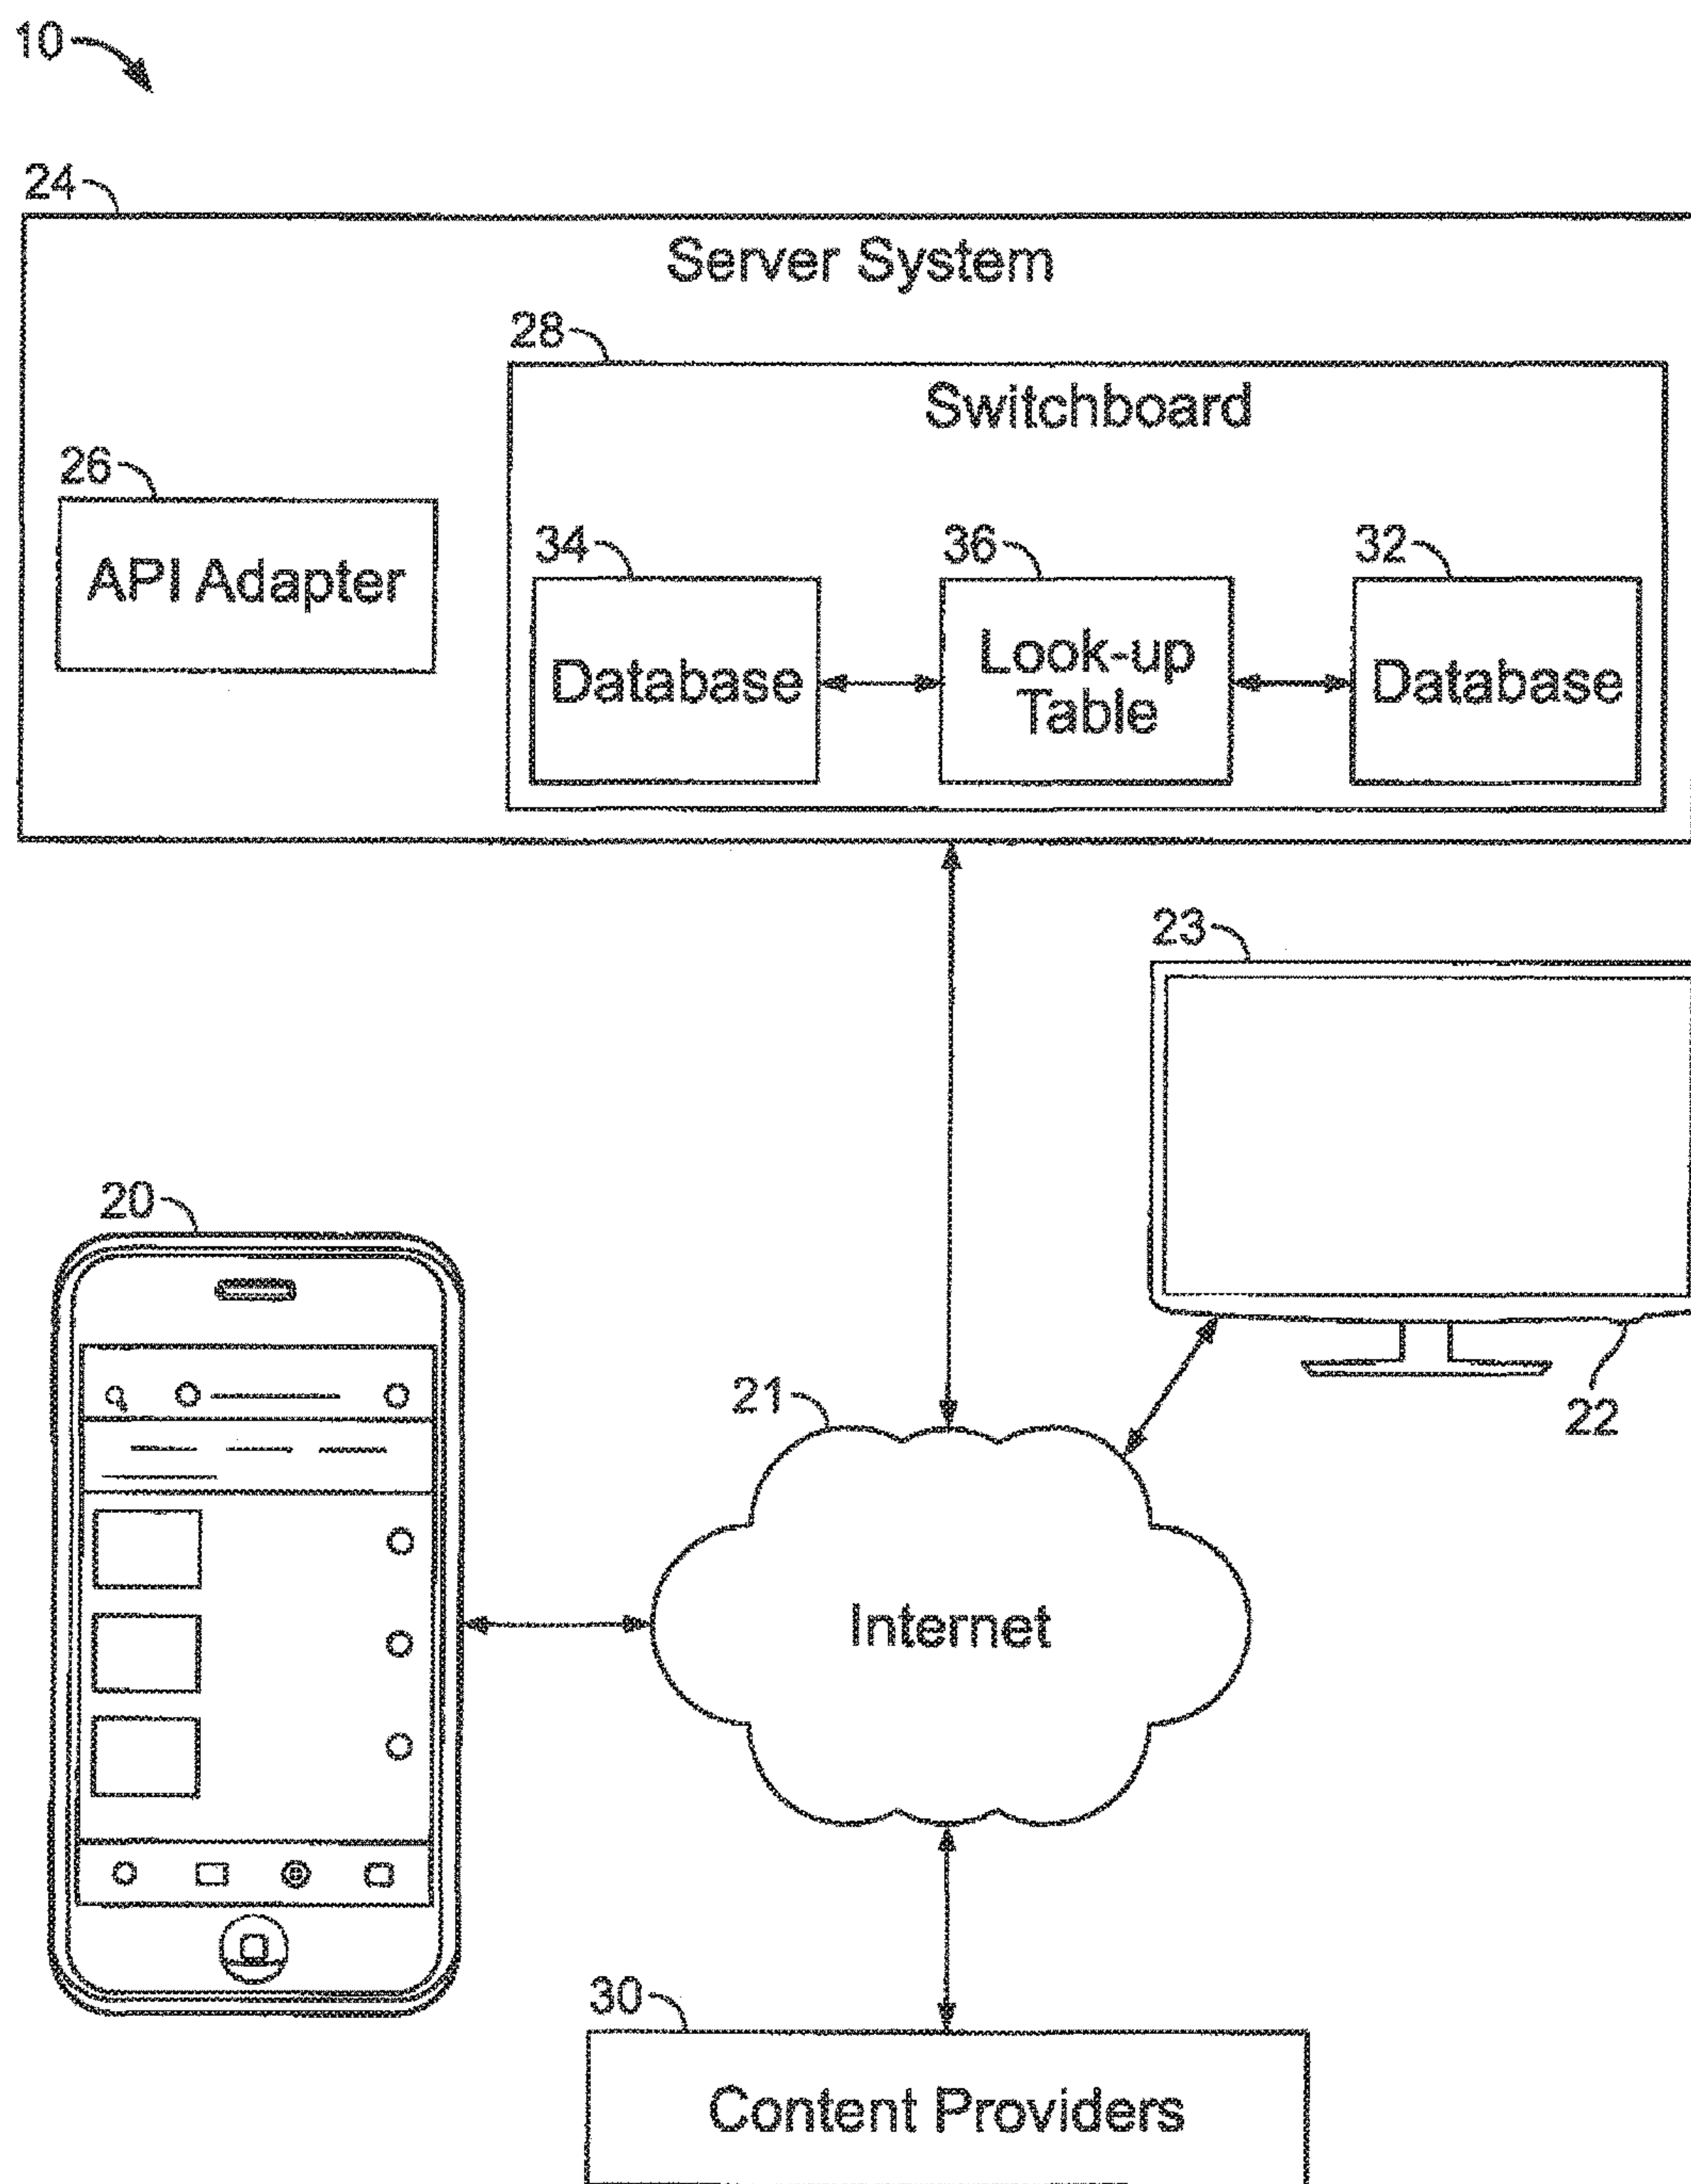 10
24
Server System
28
Switchboard
26
API Adapter
34
36
32
Database
Look-up
Table
Database
23
20
21
22
Internet
30
Content Providers